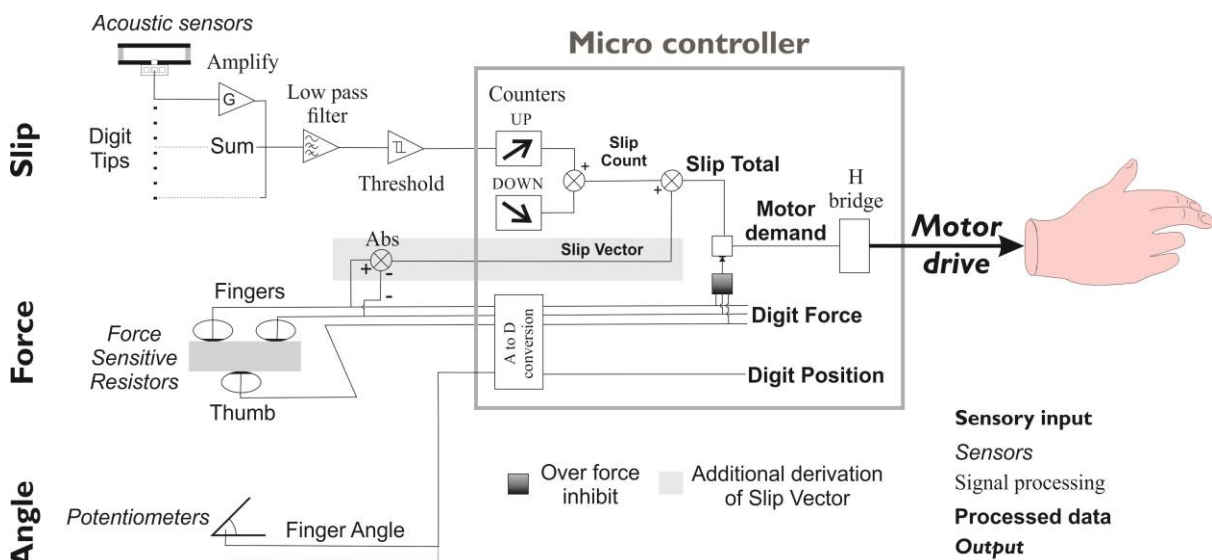 Acoustic sensors
Micro controller
Amplify
G
Low pass
filter
Counters
UP
Slip
Digit
Tips
Sum
Threshold
DOWN
+
Slip
Count
+
Slip Total
H
bridge
Motor
demand
Motor
drive
Abs
+
-
-
Slip Vector
Force
Fingers
Force
Sensitive
Resistors
Thumb
A to D
conversion
Digit Force
Digit Position
Sensory input
Sensors
Signal processing
Processed data
Output
Over force
inhibit
Additional derivation
of Slip Vector
Angle
Potentiometers
Finger Angle